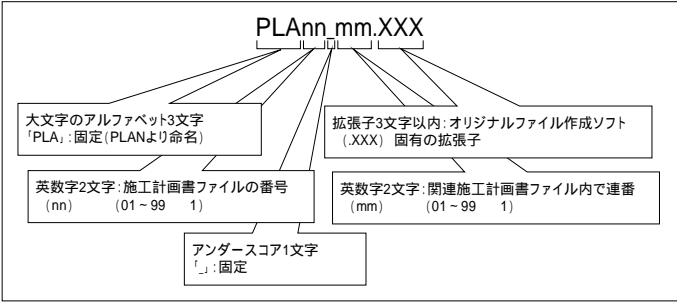 PLAnn_mm.XXX
大文字のアルファベット3文字
「PLA」:固定(PLANより命名)
拡張子3文字以内:オリジナルファイル作成ソフト
(.XXX) 固有の拡張子
英数字2文字:施工計画書ファイルの番号
(nn) (01~99 1)
英数字2文字:関連施工計画書ファイル内で連番
(mm) (01~99 1)
アンダースコア1文字
「_」:固定